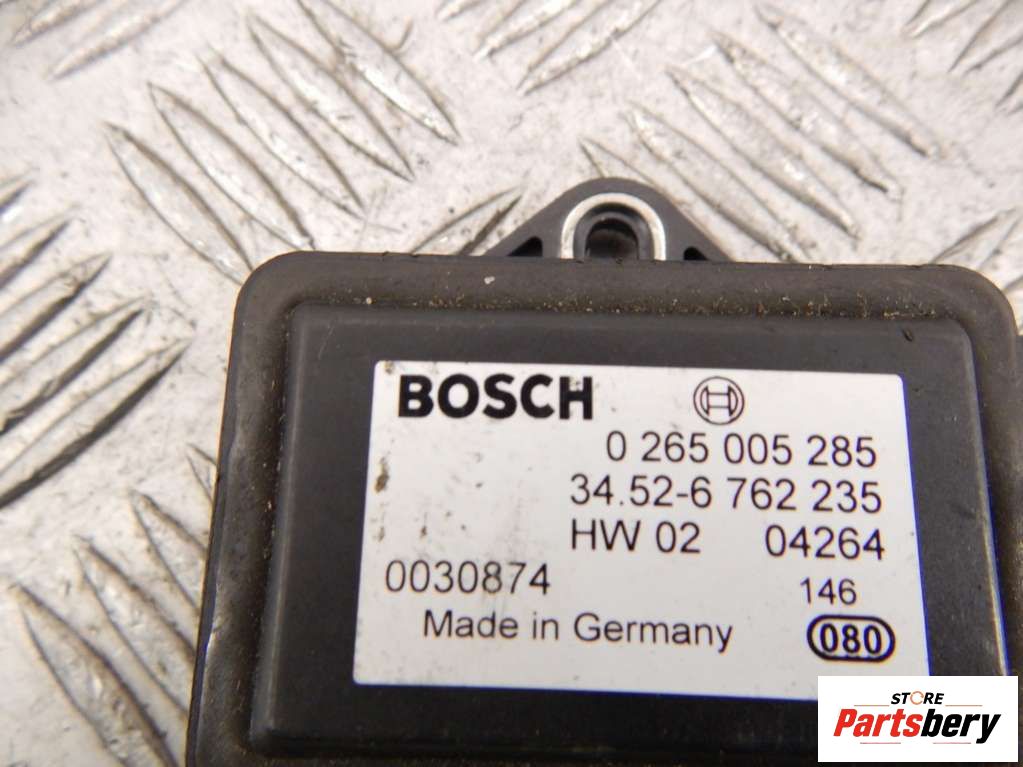 BOSCH
0 265 005 285
34.52-6 762 235
HW 02 04264
0030874 146
Made in Germany 080
STORE
Partsbery